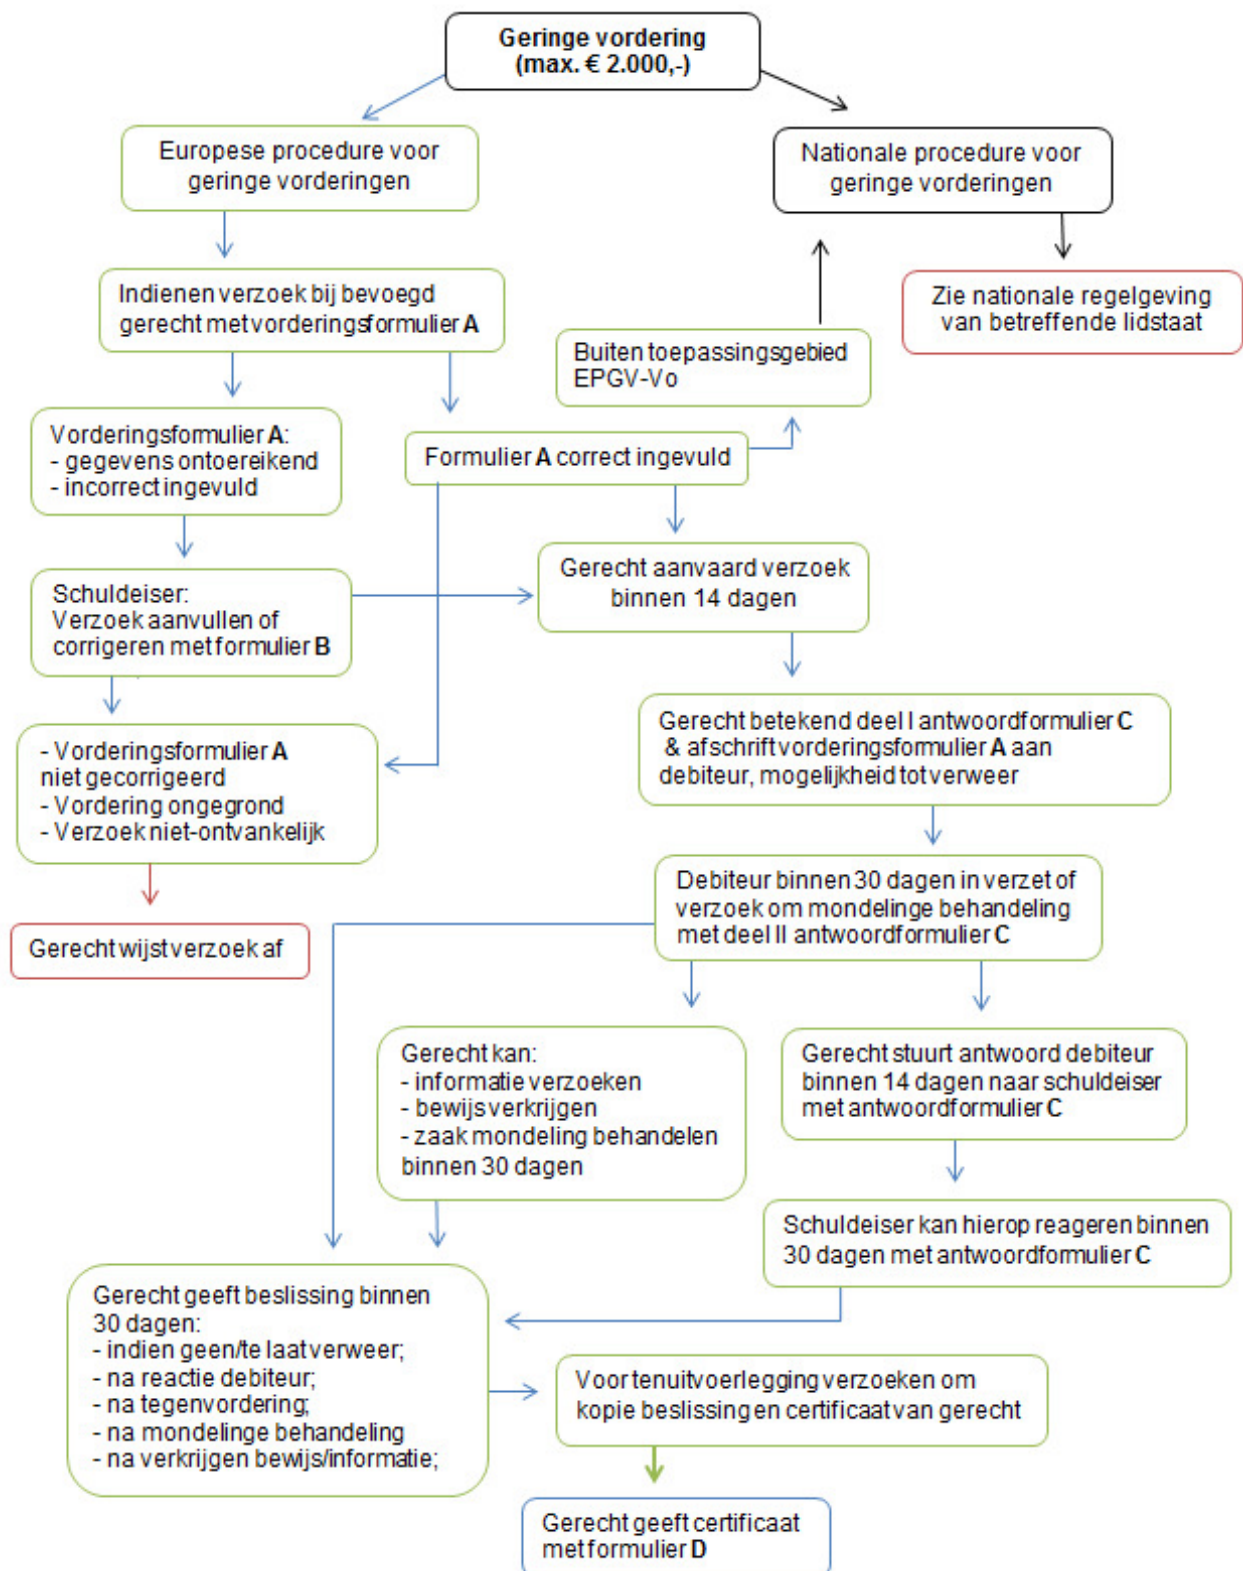 Geringe vordering
(max. € 2.000,-)
Europese procedure voor
geringe vorderingen
Nationale procedure voor
geringe vorderingen
Indienen verzoek bij bevoegd
gerecht met vorderingsformulier A
Zie nationale regelgeving
van betreffende lidstaat
Buiten toepassingsgebied
EPGV-Vo
Vorderingsformulier A:
- gegevens ontoereikend
- incorrect ingevuld
Formulier A correct ingevuld
Schuldeiser:
Verzoek aanvullen of
corrigeren met formulier B
Gerecht aanvaard verzoek
binnen 14 dagen
- Vorderingsformulier A
niet gecorrigeerd
- Vordering ongegrond
- Verzoek niet-ontvankelijk
Gerecht betekend deel I antwoordformulier C
& afschrift vorderingsformulier A aan
debiteur, mogelijkheid tot verweer
Gerecht wijst verzoek af
Debiteur binnen 30 dagen in verzet of
verzoek om mondelinge behandeling
met deel II antwoordformulier C
Gerecht kan:
- informatie verzoeken
- bewijs verkrijgen
- zaak mondeling behandelen
binnen 30 dagen
Gerecht stuurt antwoord debiteur
binnen 14 dagen naar schuldeiser
met antwoordformulier C
Schuldeiser kan hierop reageren binnen
30 dagen met antwoordformulier C
Gerecht geeft beslissing binnen
30 dagen:
- indien geen/te laat verweer;
- na reactie debiteur;
- na tegenvordering;
- na mondelinge behandeling
- na verkrijgen bewijs/informatie;
Voor tenuitvoerlegging verzoeken om
kopie beslissing en certificaat van gerecht
Gerecht geeft certificaat
met formulier D